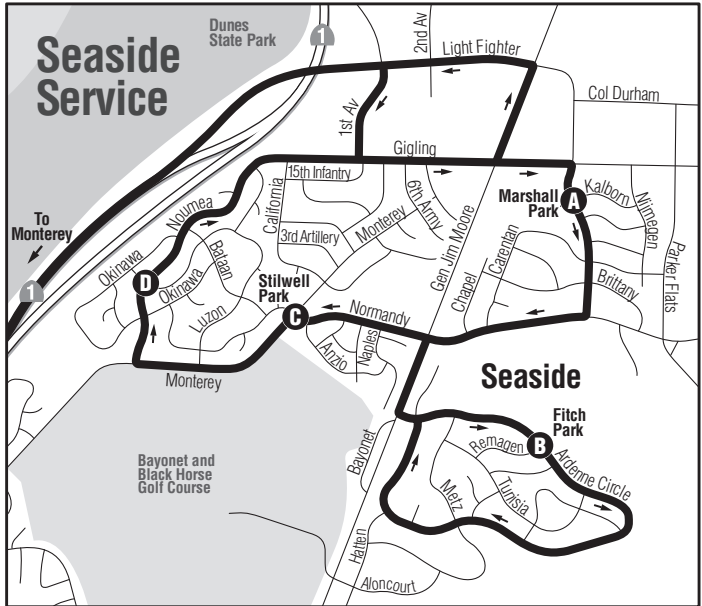 Seaside
Service
Dunes
State Park
1
2nd Av
Light Fighter
Col Durham
1st Av
Gigling
15th Infantry
California
6th Army
Monterey
3rd Artillery
Gen Jim Moore
Marshall
Park
A
Kalborn
Nijmegen
Parker Flats
Brittany
Carentan
Chapel
Noumea
Bataan
Okinawa
D
Okinawa
Luzon
Stilwell
Park
C
Normandy
Anzio
Naples
To
Monterey
1
Monterey
Seaside
Fitch
Park
B
Remagen
Ardenne Circle
Tunisia
Metz
Bayonet
Bayonet and
Black Horse
Golf Course
Hatten
Aloncourt